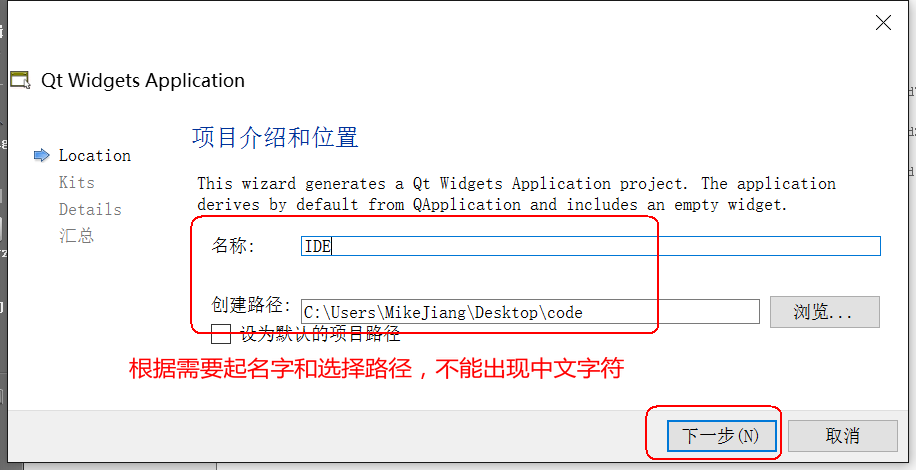 Qt Widgets Application
项目介绍和位置
Location
Kits
Details
汇总
This wizard generates a Qt Widgets Application project. The application
derives by default from QApplication and includes an empty widget.
名称: IDE
创建路径: C:\Users\MikeJiang\Desktop\code 浏览...
设为默认的项目路径
根据需要起名字和选择路径，不能出现中文字符
下一步(N) 取消